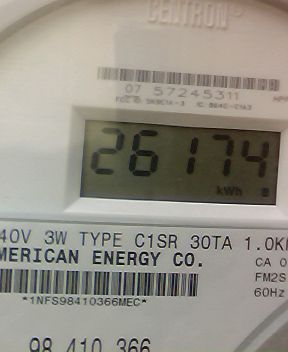 CENTRON®
07 57245311
26174
kWh
40V 3W TYPE C1SR 30TA 1.0K
MERICAN ENERGY CO.
CA 0
FM2S
60Hz
*1NFS98410366MEC*
98 410 366